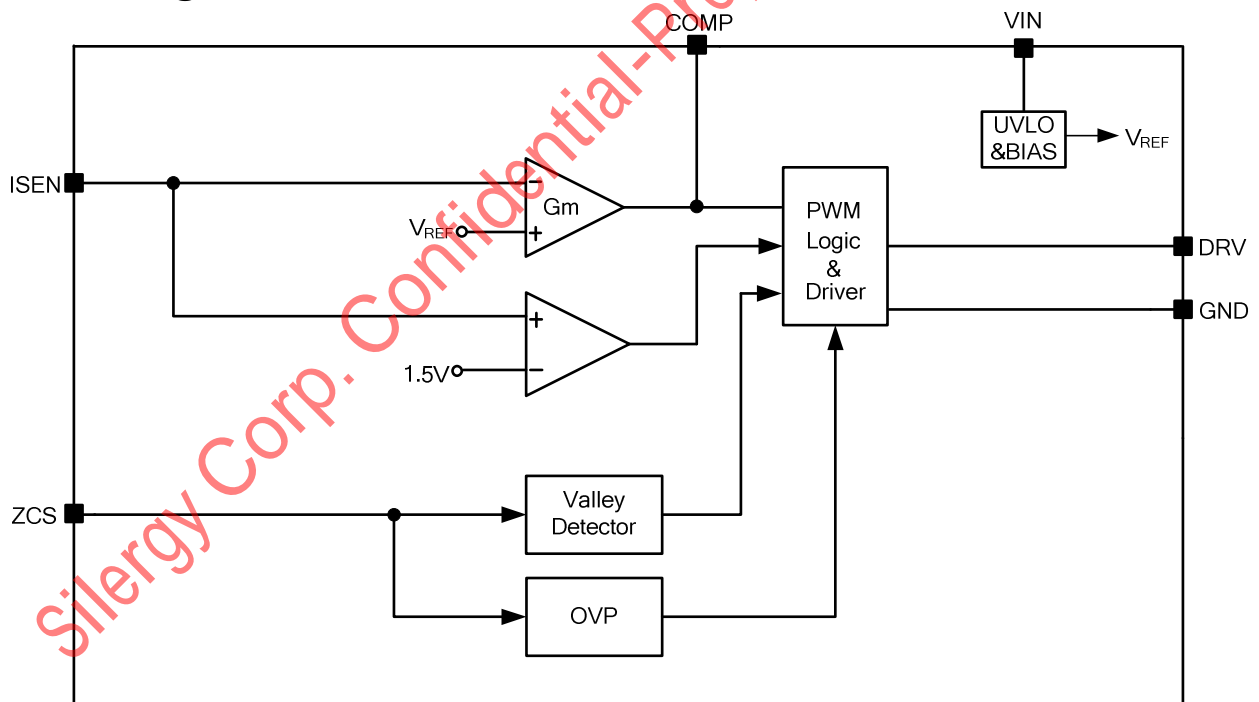 COMP
VIN
UVLO
&BIAS
VREF
ISEN
Gm
VREF
PWM
Logic
&
Driver
DRV
GND
1.5V
ZCS
Valley
Detector
OVP
Silergy Corp. Confidential-